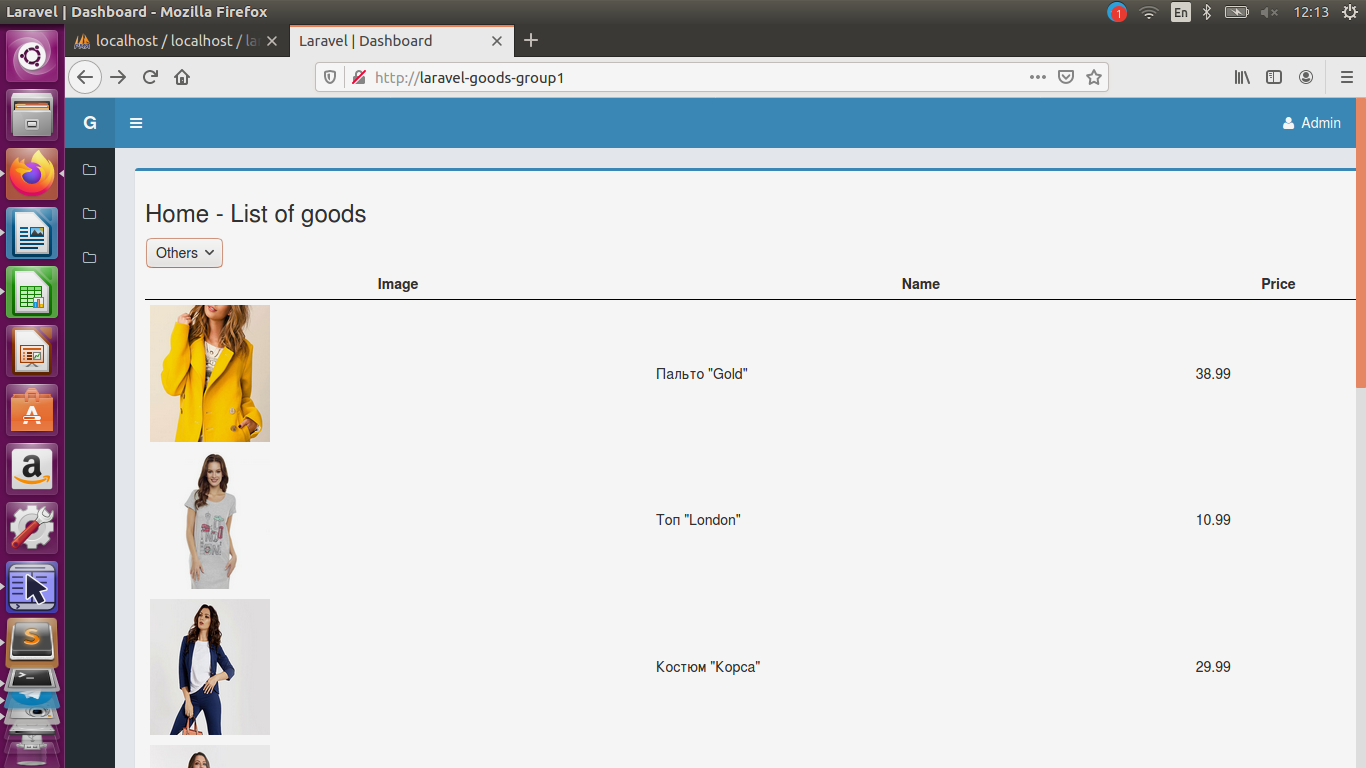 Laravel | Dashboard - Mozilla Firefox
1
En
12:13
localhost / localhost / la
Laravel | Dashboard
http://laravel-goods-group1
G
Admin
Home - List of goods
Others
Image Name Price
Пальто "Gold" 38.99
Топ "London" 10.99
Костюм "Корса" 29.99